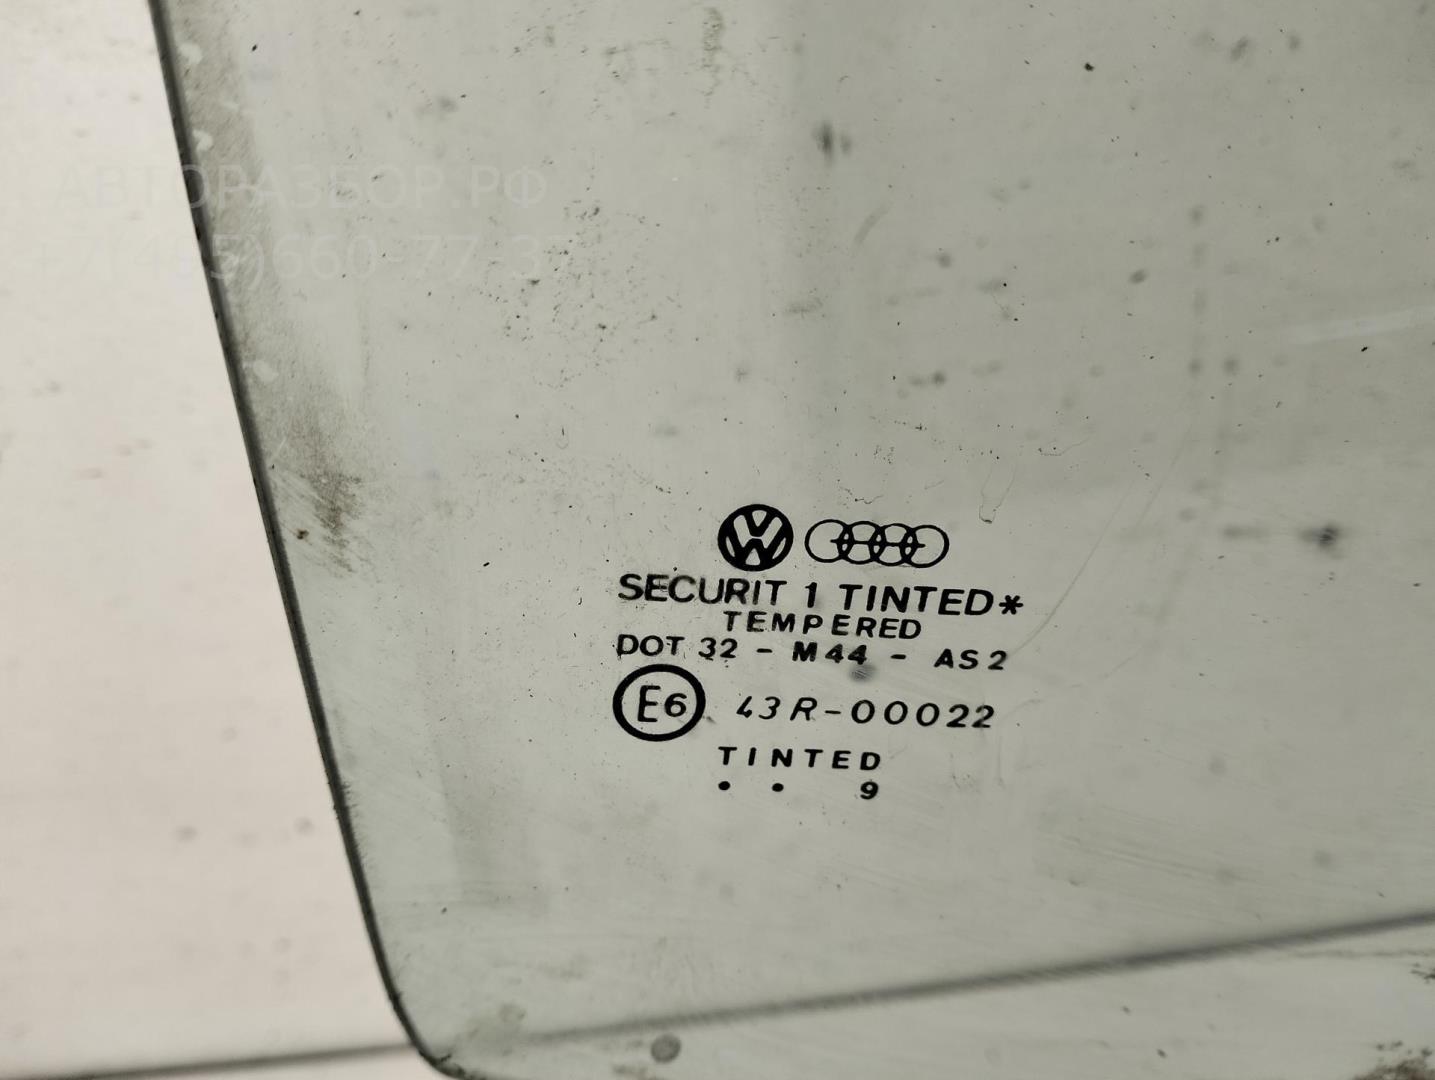 АВТОРАЗБОР.РФ
+7(495)660-77-37
SECURIT 1 TINTED*
TEMPERED
DOT 32 - M44 - AS2
E6 43R-00022
TINTED
• • 9